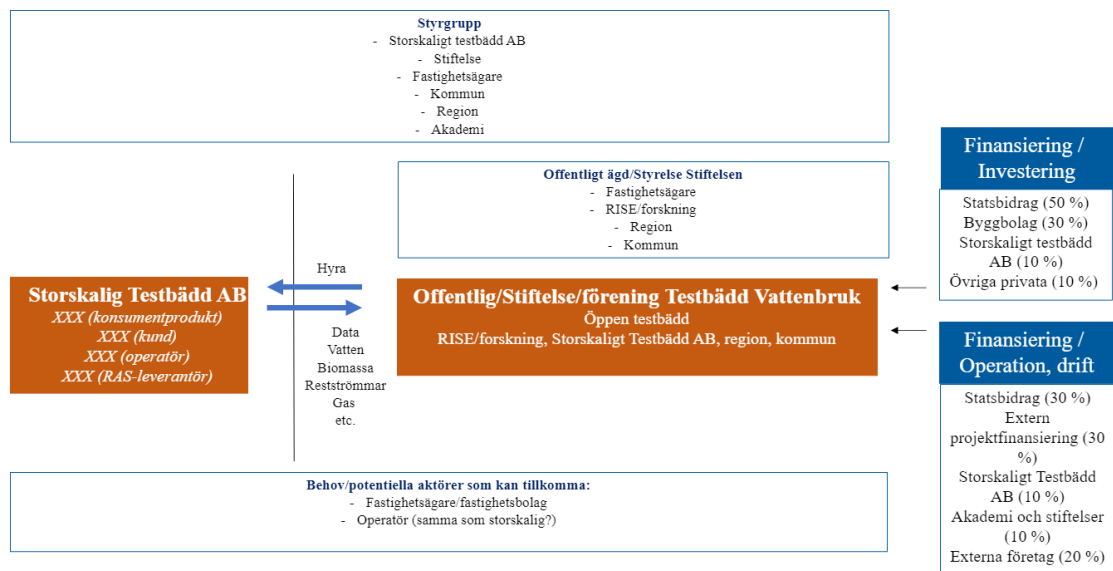 Styrgrupp
- Storskaligt testbädd AB
- Stiftelse
- Fastighetsägare
- Kommun
- Region
- Akademi
Offentligt ägd/Styrelse Stiftelsen
- Fastighetsägare
- RISE/forskning
- Region
- Kommun
Storskalig Testbädd AB
XXX (konsumentprodukt)
XXX (kund)
XXX (operatör)
XXX (RAS-leverantör)
Hyra
Data
Vatten
Biomassa
Restströmmar
Gas
etc.
Offentlig/Stiftelse/förening Testbädd Vattenbruk
Öppen testbädd
RISE/forskning, Storskaligt Testbädd AB, region, kommun
Finansiering /
Investering
Statsbidrag (50 %)
Byggbolag (30 %)
Storskaligt testbädd
AB (10 %)
Övriga privata (10 %)
Finansiering /
Operation, drift
Statsbidrag (30 %)
Extern
projektfinansiering (30
%)
Storskaligt Testbädd
AB (10 %)
Akademi och stiftelser
(10 %)
Externa företag (20 %)
Behov/potentiella aktörer som kan tillkomma:
- Fastighetsägare/fastighetsbolag
- Operatör (samma som storskalig?)